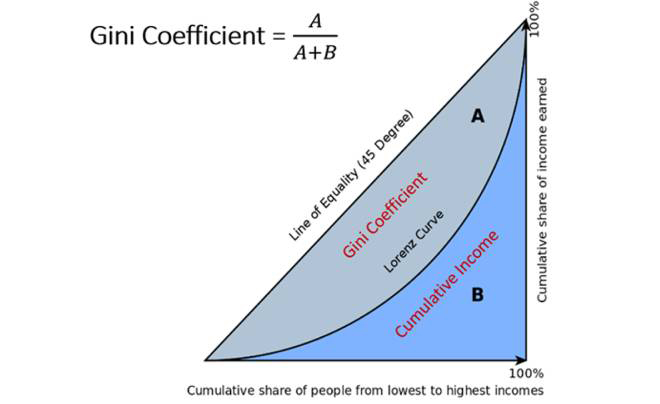 Gini Coefficient = A
A+B
100%
A
Line of Equality (45 Degree)
Gini Coefficient
Lorenz Curve
Cumulative Income
B
Cumulative share of income earned
100%
Cumulative share of people from lowest to highest incomes